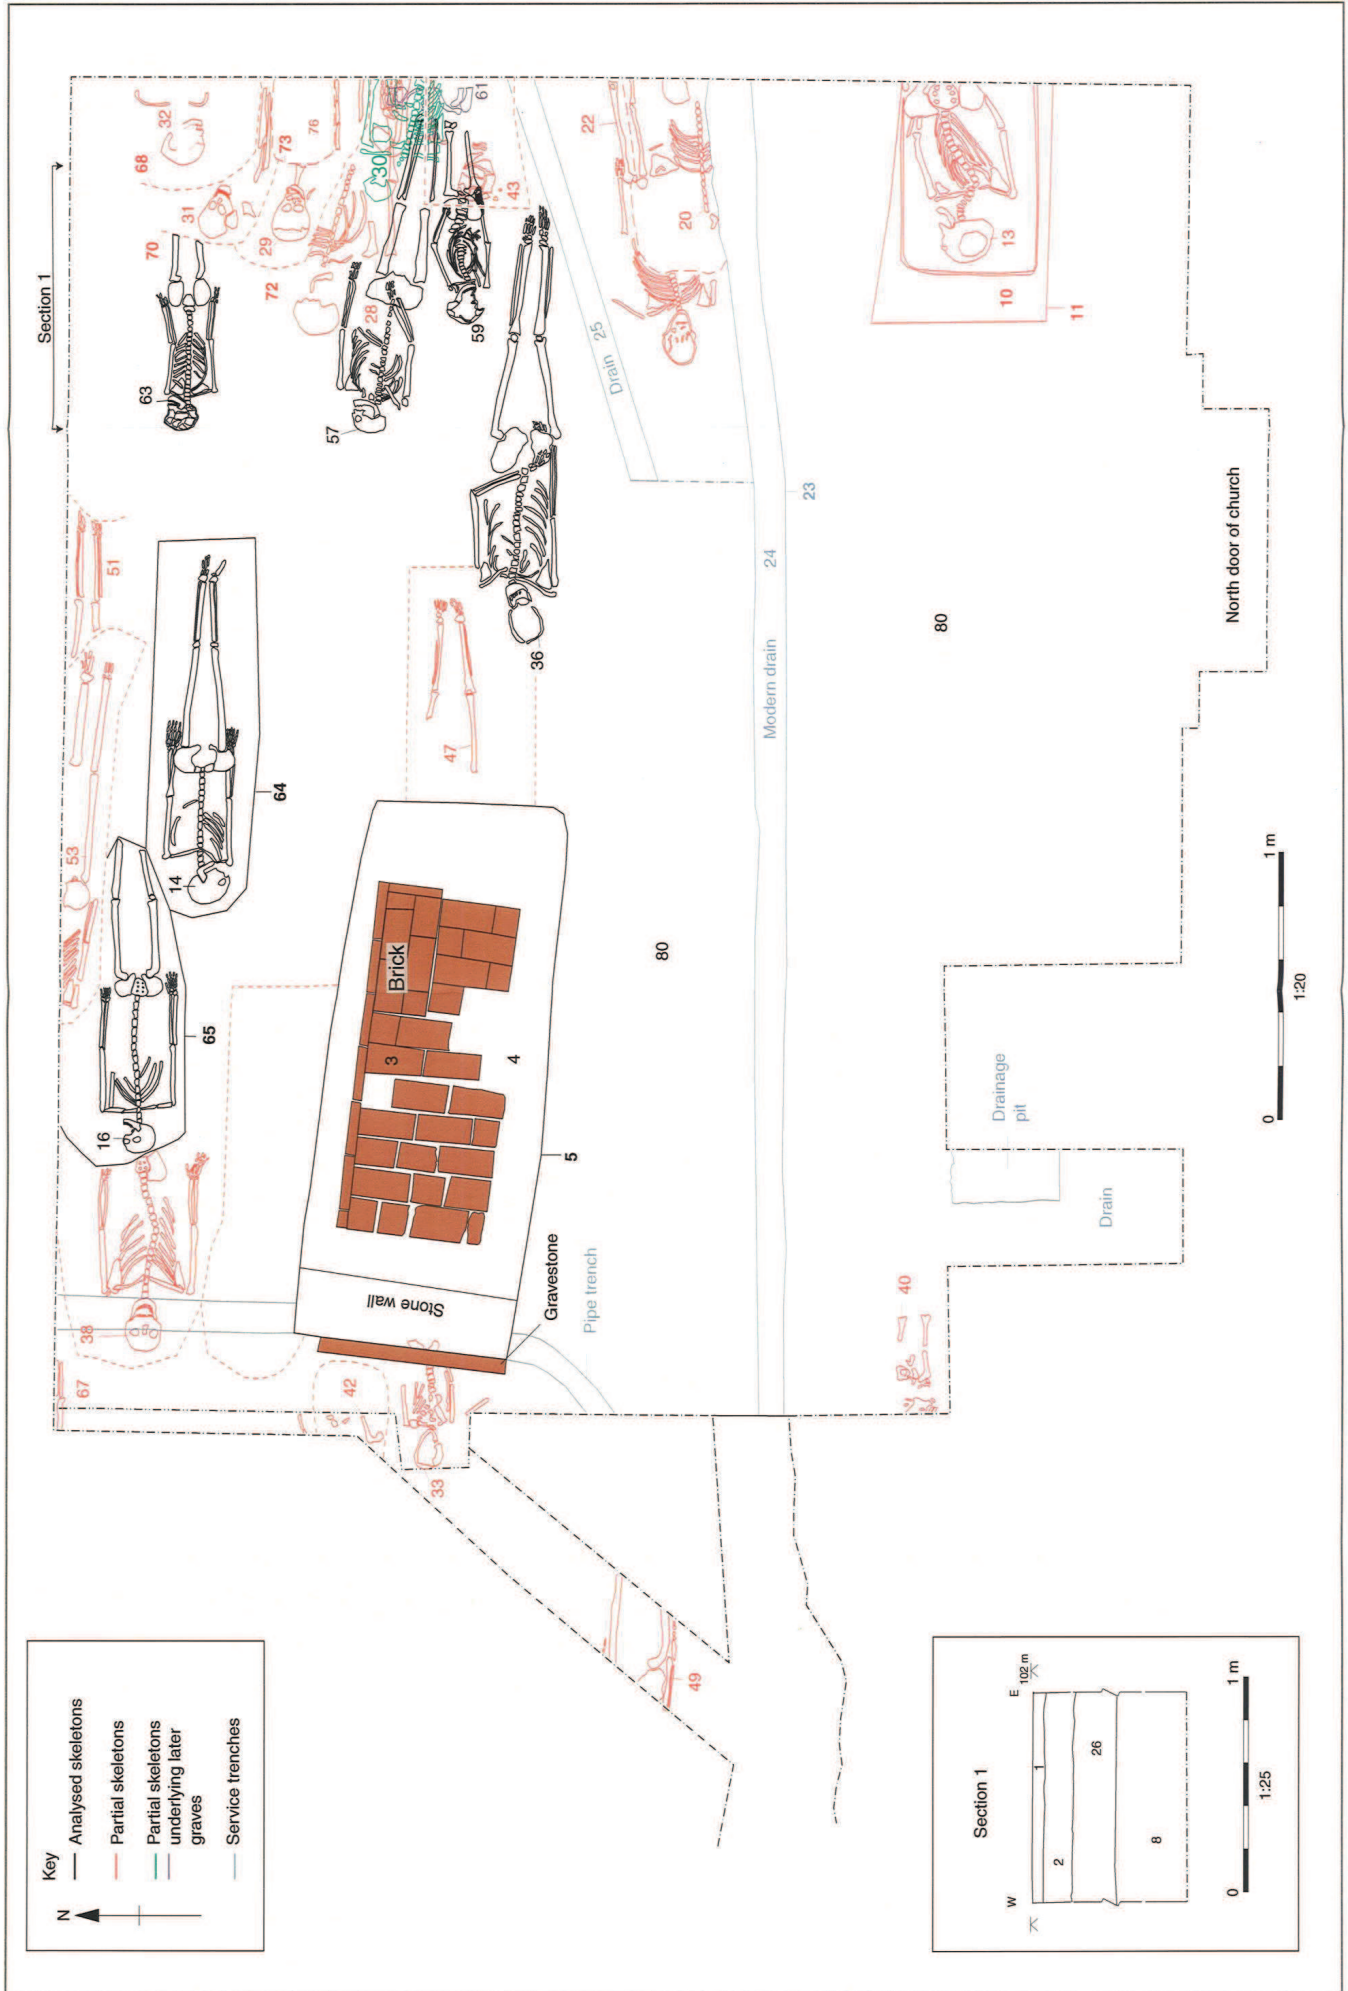 Key
N
Analysed skeletons
Partial skeletons
Partial skeletons
underlying later
graves
Service trenches
Section 1
W
E
102 m
1
2
26
8
0
1 m
1:25
67
38
16
65
53
14
64
51
63
Section 1
70
31
68
32
72
29
73
76
57
28
30
59
61
43
36
47
42
33
Stone wall
Gravestone
Pipe trench
Brick
3
4
5
49
80
Modern drain
24
23
Drain 25
22
20
80
40
Drain
Drainage
pit
13
10
11
North door of church
0
1 m
1:20